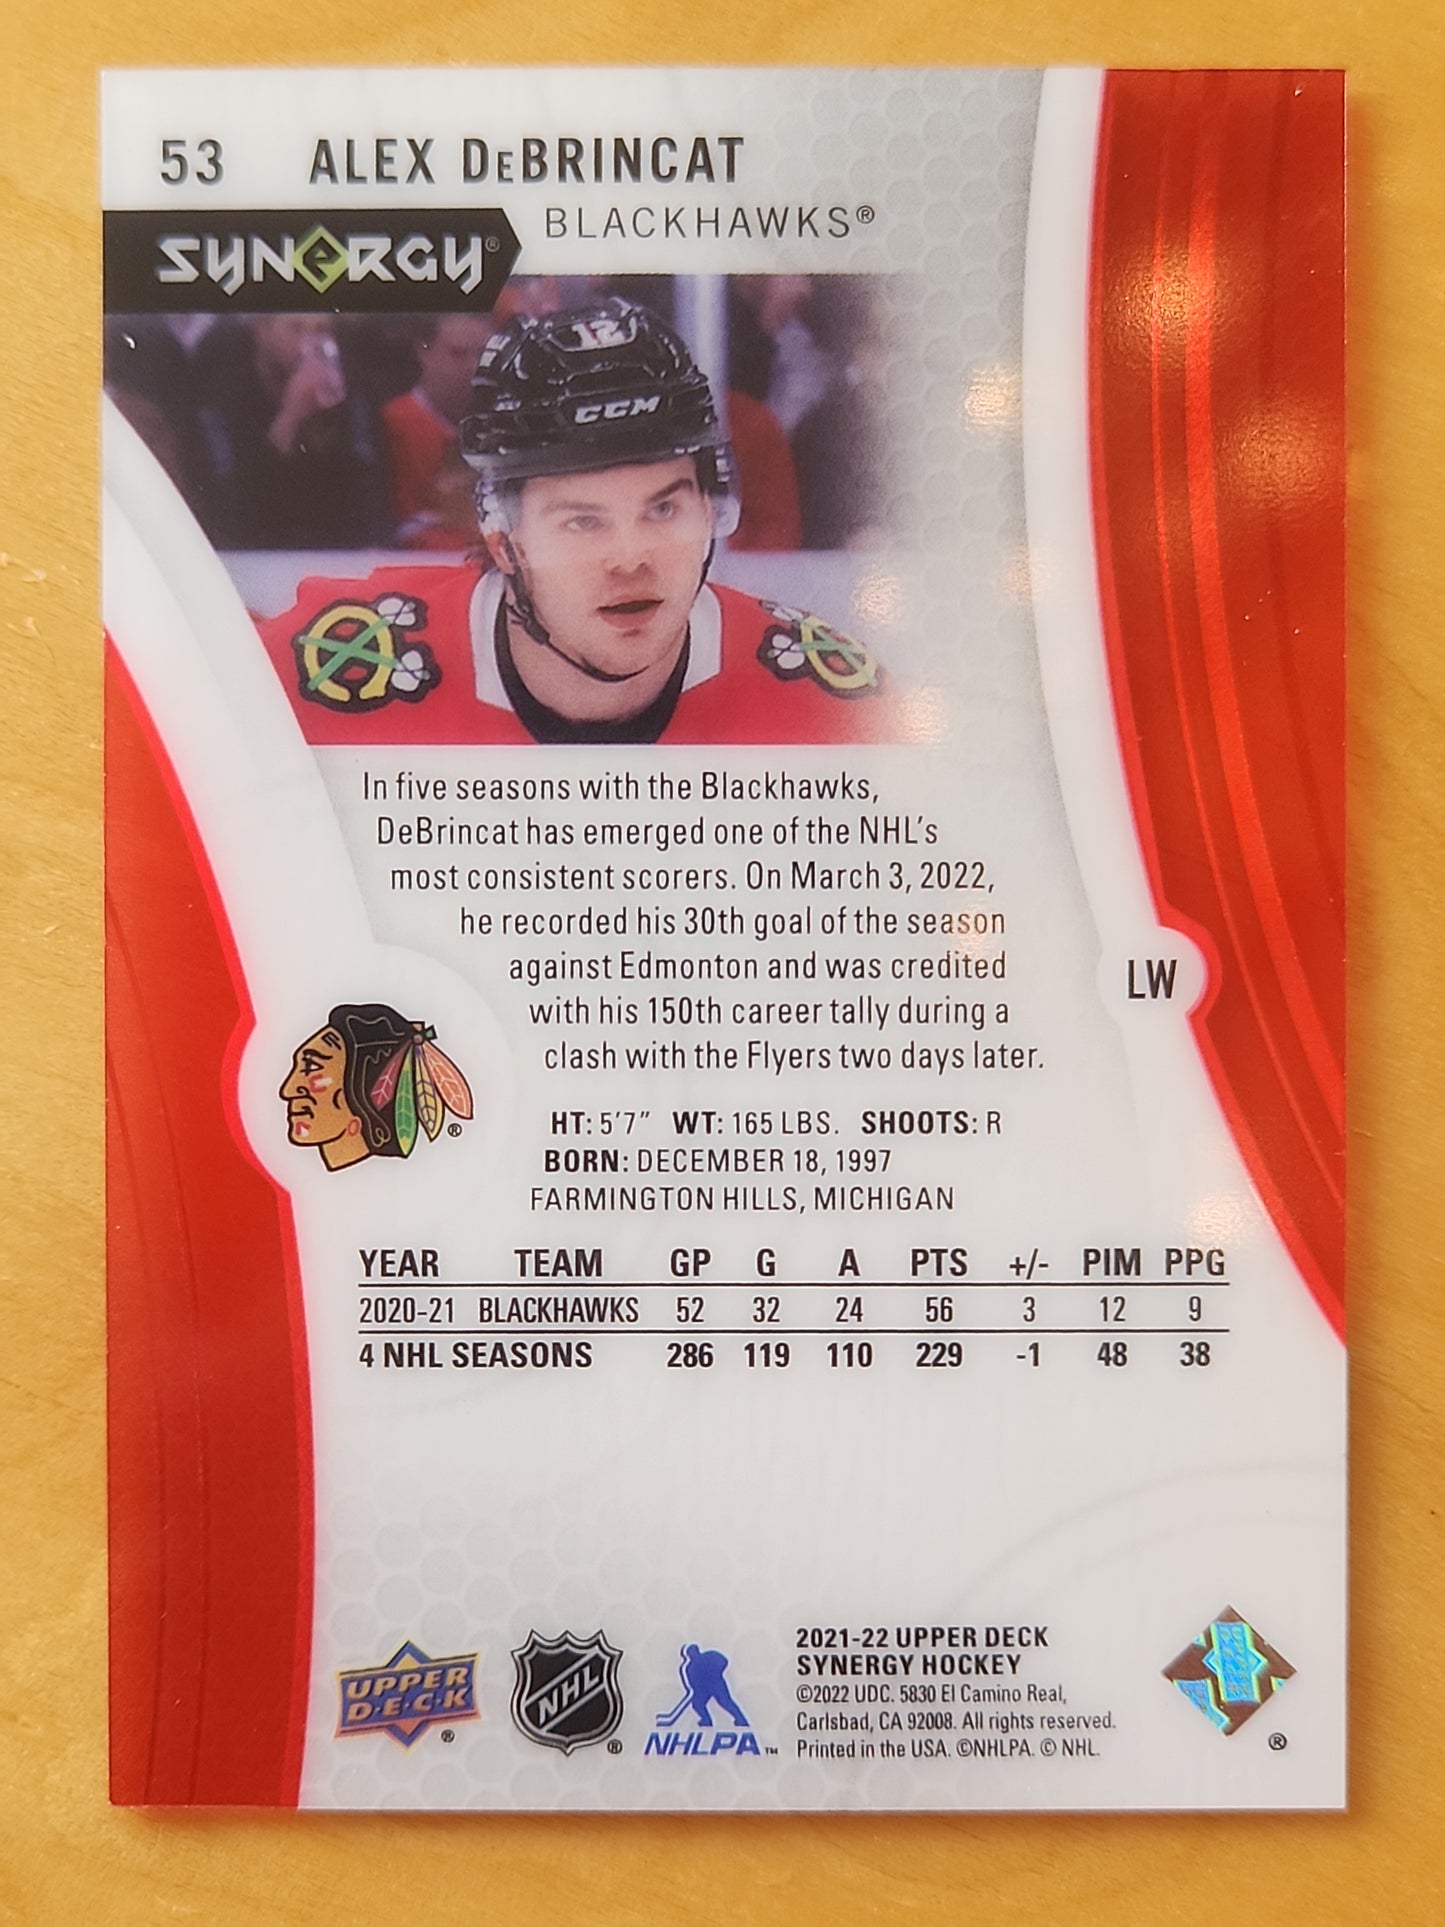 53 ALEX DeBRINCAT
BLACKHAWKS®
SYNERGY®
12
CCM
In five seasons with the Blackhawks,
DeBrincat has emerged one of the NHL's
most consistent scorers. On March 3, 2022,
he recorded his 30th goal of the season
against Edmonton and was credited
with his 150th career tally during a
clash with the Flyers two days later.
LW
®
HT: 5'7" WT: 165 LBS. SHOOTS: R
BORN: DECEMBER 18, 1997
FARMINGTON HILLS, MICHIGAN
YEAR TEAM GP G A PTS +/- PIM PPG
2020-21 BLACKHAWKS 52 32 24 56 3 12 9
4 NHL SEASONS 286 119 110 229 -1 48 38
UPPER
D·E·C·K
®
NHL
®
NHLPA™
2021-22 UPPER DECK
SYNERGY HOCKEY
©2022 UDC. 5830 El Camino Real,
Carlsbad, CA 92008. All rights reserved.
Printed in the USA. ©NHLPA. © NHL.
®